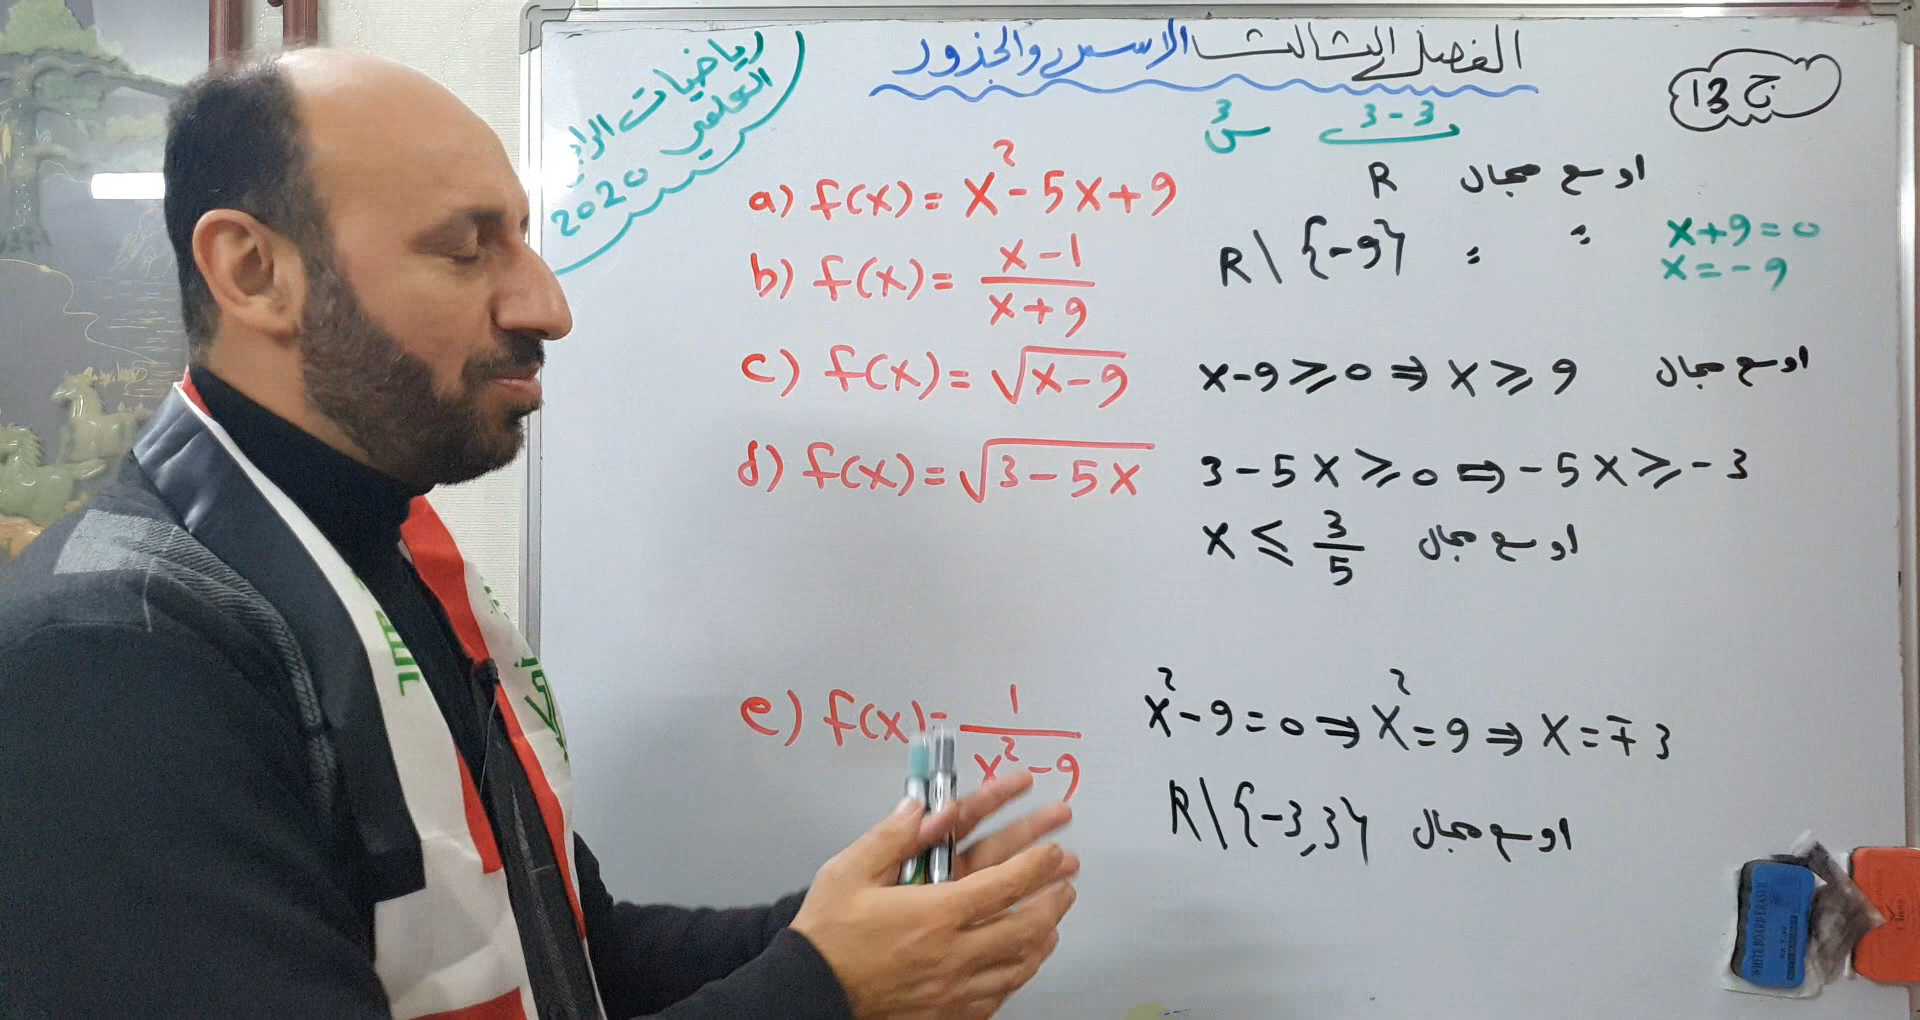 الفصل الثالث الاسس والجذور
ج 13
رياضيات الرابع
العلمي
2020
3-3
س3
a) f(x) = x² - 5x + 9
R اوسع مجال
b) f(x) = (x-1)/(x+9)
R \ {-9} = =
x+9=0
x=-9
c) f(x) = √(x-9)
x-9 ≥ 0 ⇒ x ≥ 9 اوسع مجال
d) f(x) = √(3-5x)
3-5x ≥ 0 ⇒ -5x ≥ -3
x ≤ 3/5 اوسع مجال
e) f(x) = 1/(x²-9)
x²-9=0 ⇒ x²=9 ⇒ x=∓3
R \ {-3,3} اوسع مجال
WHITEBOARD ERASER